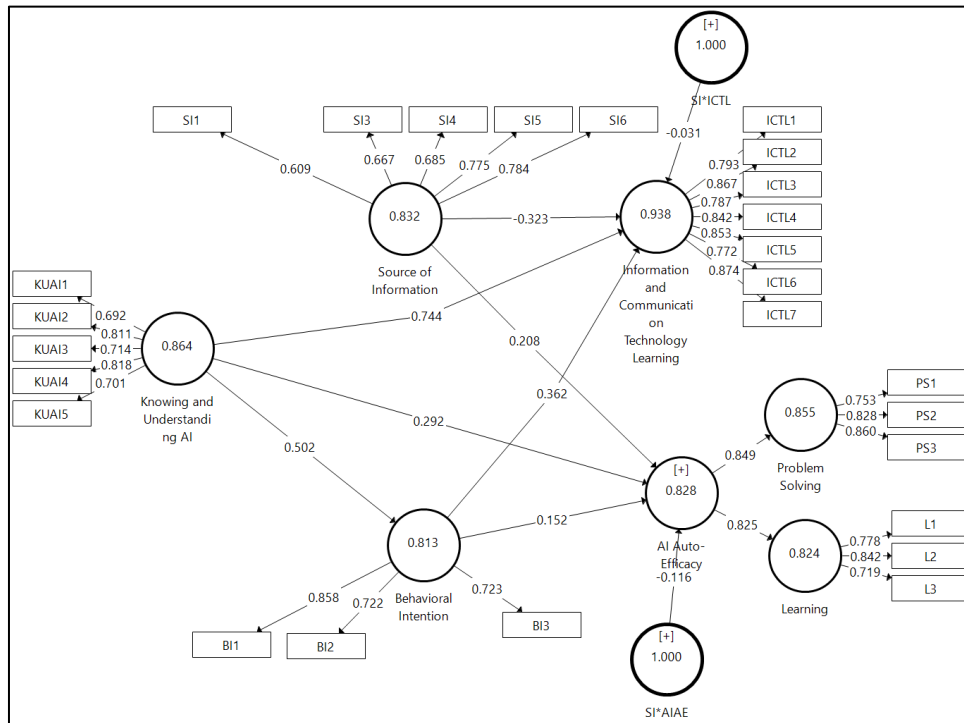 [+]
1.000
SI*ICTL
-0.031
SI1
SI3
SI4
SI5
SI6
0.609
0.667
0.685
0.775
0.784
0.832
Source of
Information
-0.323
0.208
ICTL1
ICTL2
ICTL3
ICTL4
ICTL5
ICTL6
ICTL7
0.793
0.867
0.787
0.842
0.853
0.772
0.874
0.938
Information
and
Communicati
on
Technology
Learning
KUAI1
KUAI2
KUAI3
KUAI4
KUAI5
0.692
0.811
0.714
0.818
0.701
0.864
Knowing and
Understandi
ng AI
0.744
0.292
0.502
0.362
0.152
0.813
Behavioral
Intention
0.858
0.722
0.723
BI1
BI2
BI3
[+]
0.828
AI Auto-
Efficacy
-0.116
0.849
0.825
0.855
Problem
Solving
0.753
0.828
0.860
PS1
PS2
PS3
0.824
Learning
0.778
0.842
0.719
L1
L2
L3
[+]
1.000
SI*AIAE